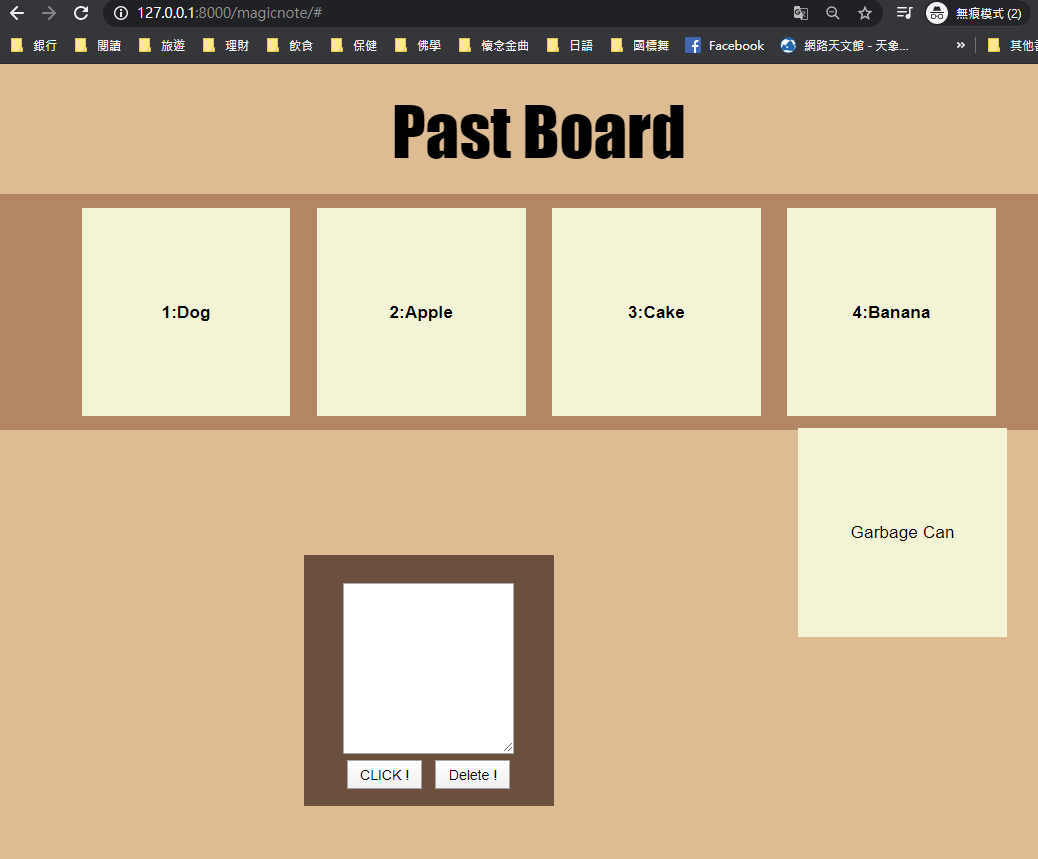 127.0.0.1:8000/magicnote/#
無痕模式 (2)
銀行 閱讀 旅遊 理財 飲食 保健 佛學 懷念金曲 日語 國標舞 Facebook 網路天文館 - 天象... » 其他
Past Board
1:Dog 2:Apple 3:Cake 4:Banana
Garbage Can
CLICK ! Delete !